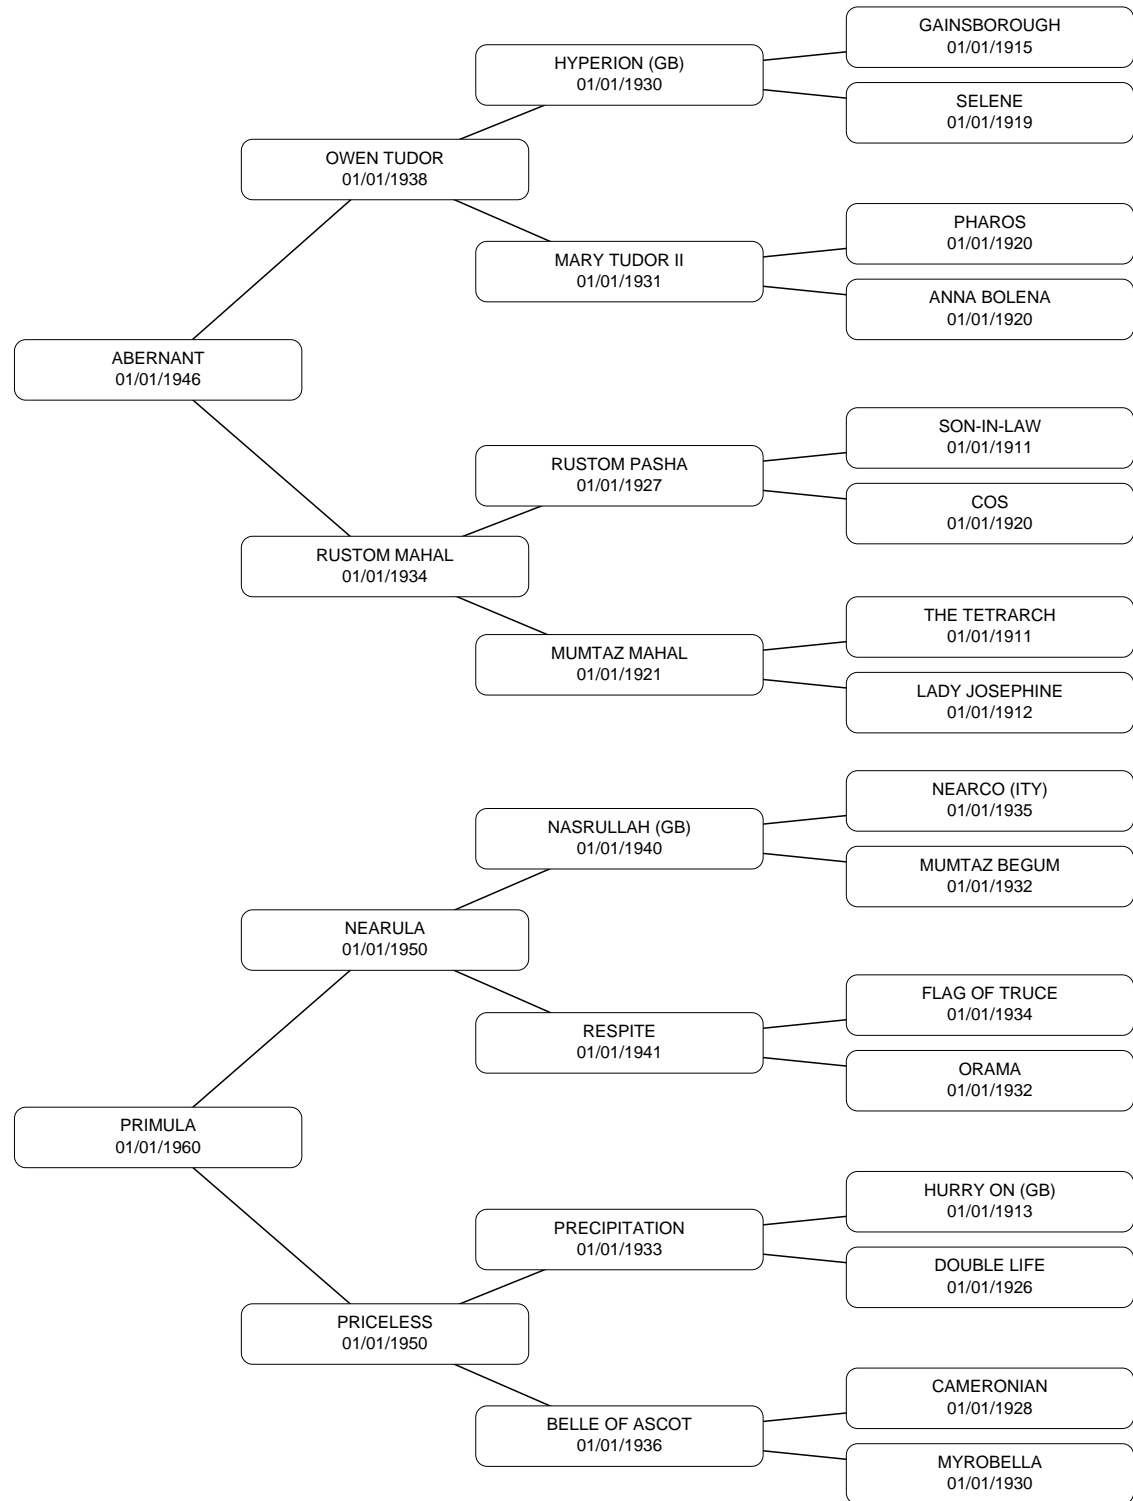 GAINSBOROUGH
01/01/1915
HYPERION (GB)
01/01/1930
SELENE
01/01/1919
OWEN TUDOR
01/01/1938
PHAROS
01/01/1920
MARY TUDOR II
01/01/1931
ANNA BOLENA
01/01/1920
ABERNANT
01/01/1946
SON-IN-LAW
01/01/1911
RUSTOM PASHA
01/01/1927
COS
01/01/1920
RUSTOM MAHAL
01/01/1934
THE TETRARCH
01/01/1911
MUMTAZ MAHAL
01/01/1921
LADY JOSEPHINE
01/01/1912
NEARCO (ITY)
01/01/1935
NASRULLAH (GB)
01/01/1940
MUMTAZ BEGUM
01/01/1932
NEARULA
01/01/1950
FLAG OF TRUCE
01/01/1934
RESPITE
01/01/1941
ORAMA
01/01/1932
PRIMULA
01/01/1960
HURRY ON (GB)
01/01/1913
PRECIPITATION
01/01/1933
DOUBLE LIFE
01/01/1926
PRICELESS
01/01/1950
CAMERONIAN
01/01/1928
BELLE OF ASCOT
01/01/1936
MYROBELLA
01/01/1930